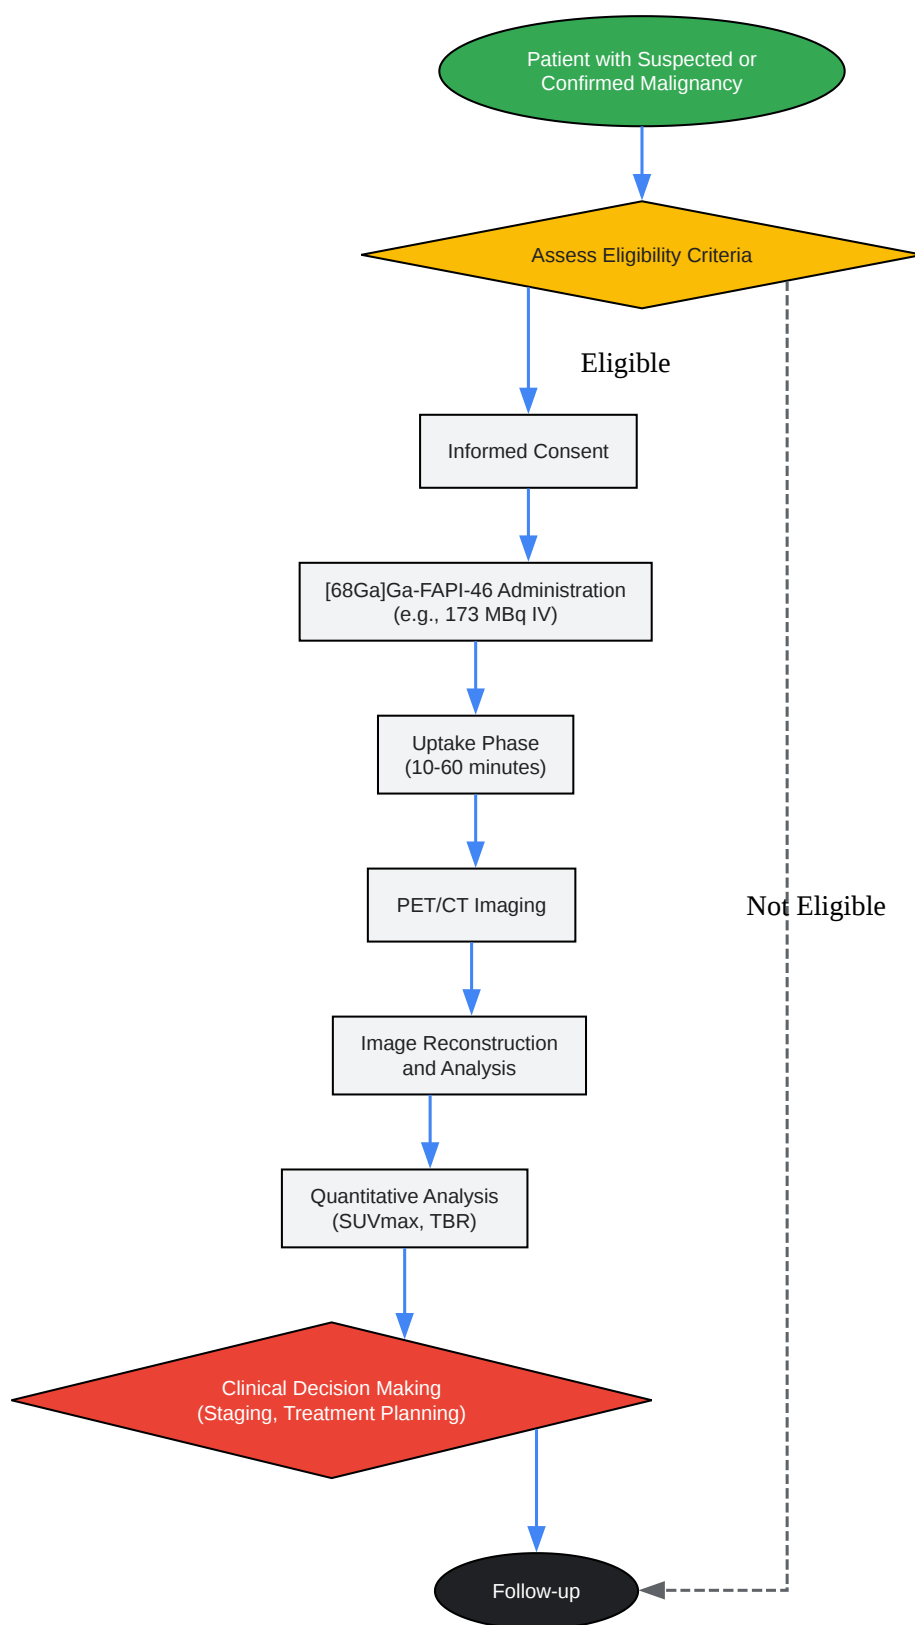 Patient with Suspected or
Confirmed Malignancy
Assess Eligibility Criteria
Eligible
Informed Consent
[68Ga]Ga-FAPI-46 Administration
(e.g., 173 MBq IV)
Uptake Phase
(10-60 minutes)
PET/CT Imaging
Not Eligible
Image Reconstruction
and Analysis
Quantitative Analysis
(SUVmax, TBR)
Clinical Decision Making
(Staging, Treatment Planning)
Follow-up